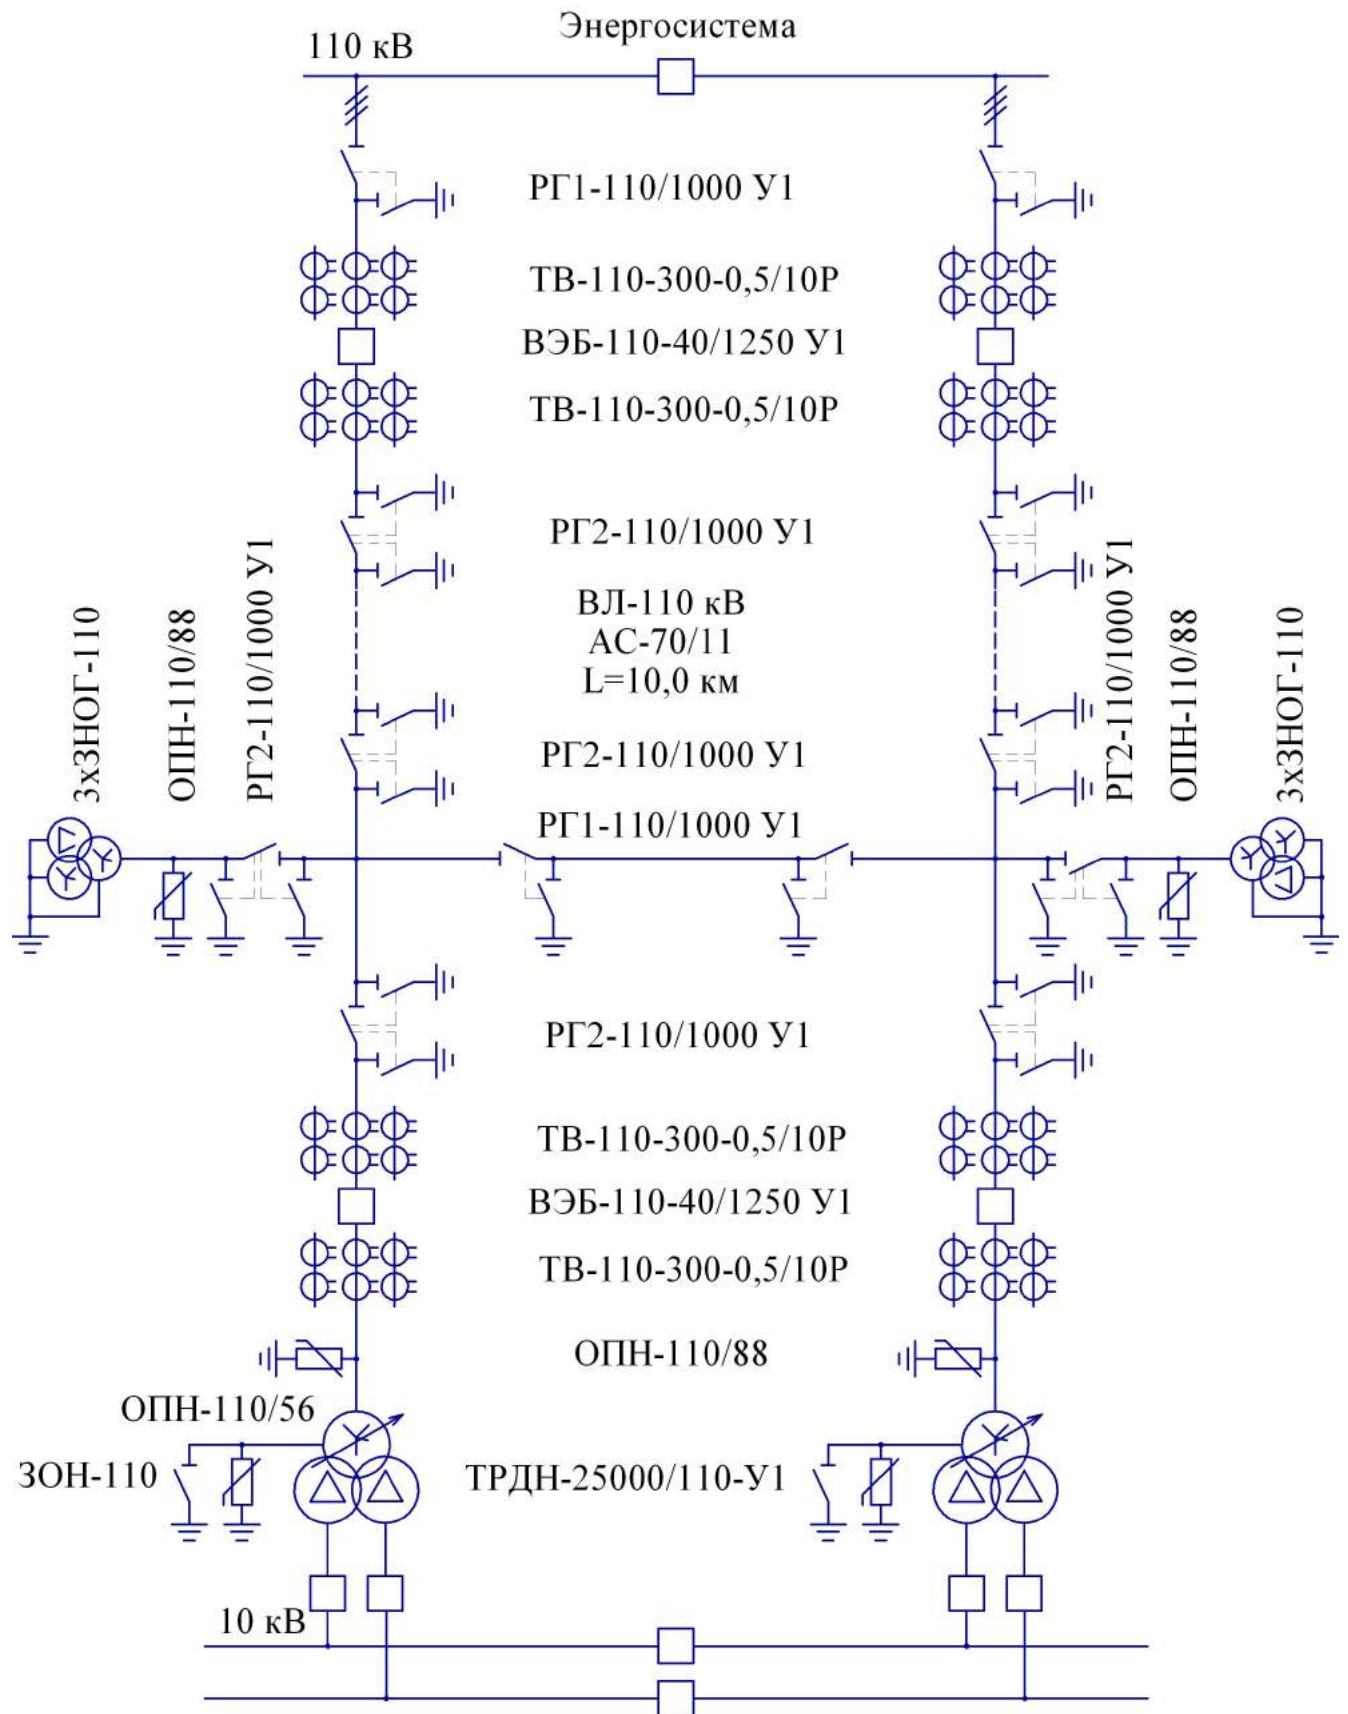 Энергосистема
110 кВ
РГ1-110/1000 У1
ТВ-110-300-0,5/10Р
ВЭБ-110-40/1250 У1
ТВ-110-300-0,5/10Р
РГ2-110/1000 У1
ВЛ-110 кВ
АС-70/11
L=10,0 км
3хЗНОГ-110
ОПН-110/88
РГ2-110/1000 У1
РГ2-110/1000 У1
ОПН-110/88
3хЗНОГ-110
РГ2-110/1000 У1
РГ1-110/1000 У1
РГ2-110/1000 У1
ТВ-110-300-0,5/10Р
ВЭБ-110-40/1250 У1
ТВ-110-300-0,5/10Р
ОПН-110/88
ОПН-110/56
ЗОН-110
ТРДН-25000/110-У1
10 кВ